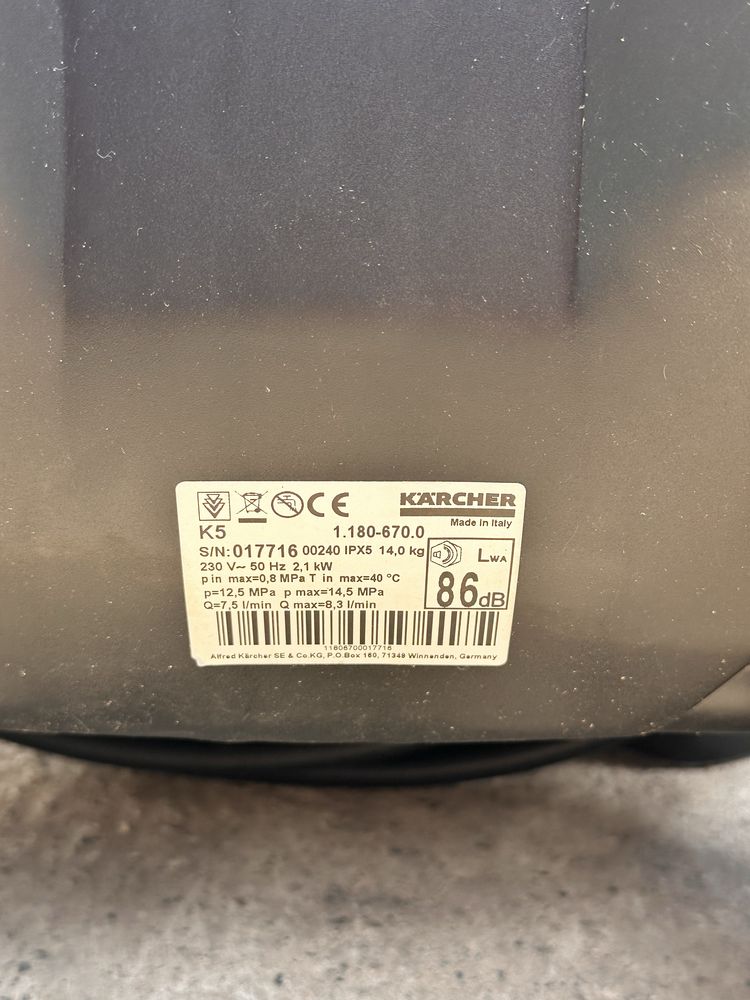 CE KÄRCHER
Made in Italy
K5 1.180-670.0
S/N: 017716 00240 IPX5 14,0 kg
230 V~ 50 Hz 2,1 kW
p in max=0,8 MPa T in max=40 °C
p=12,5 MPa p max=14,5 MPa
Q=7,5 l/min Q max=8,3 l/min
LWA
86dB
11806700017716
Alfred Kärcher SE & Co.KG, P.O.Box 160, 71349 Winnenden, Germany